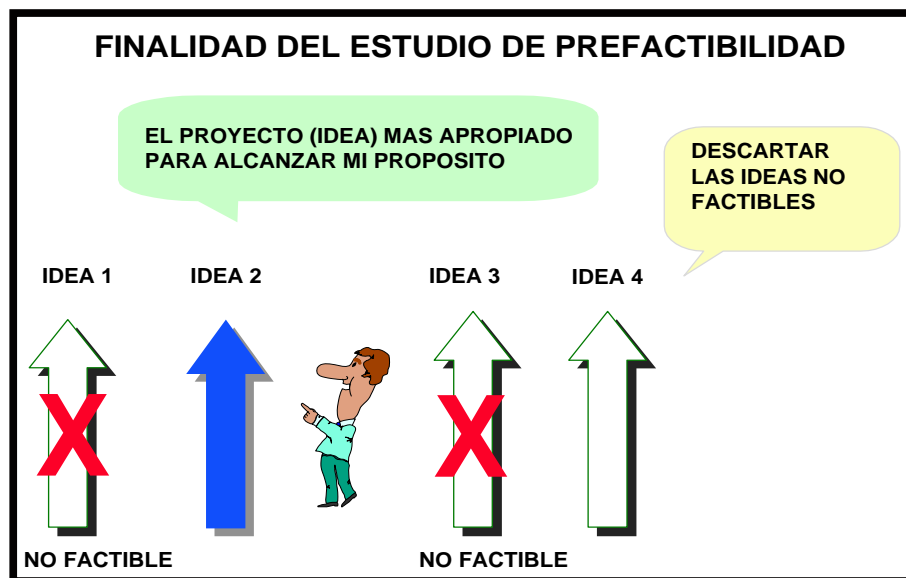 FINALIDAD DEL ESTUDIO DE PREFACTIBILIDAD
EL PROYECTO (IDEA) MAS APROPIADO
PARA ALCANZAR MI PROPOSITO
DESCARTAR
LAS IDEAS NO
FACTIBLES
IDEA 1
IDEA 2
IDEA 3
IDEA 4
X
X
NO FACTIBLE
NO FACTIBLE